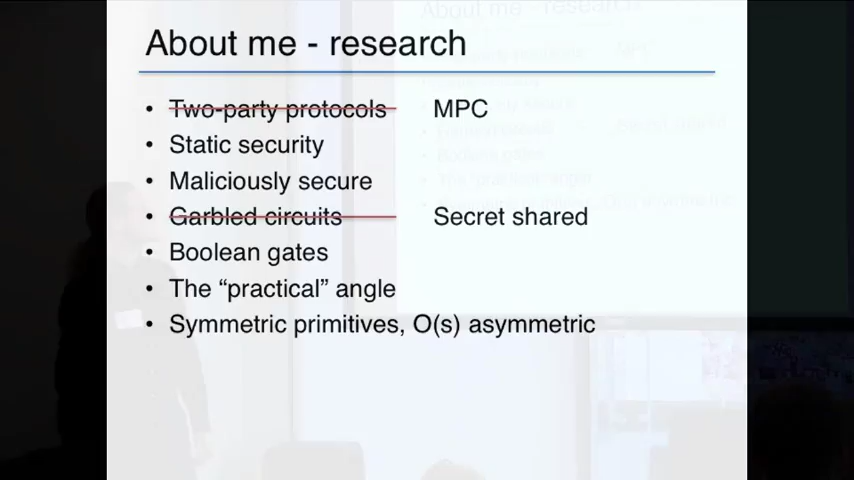 About me - research
• Two-party protocols MPC
• Static security
• Maliciously secure
• Garbled circuits Secret shared
• Boolean gates
• The “practical” angle
• Symmetric primitives, O(s) asymmetric